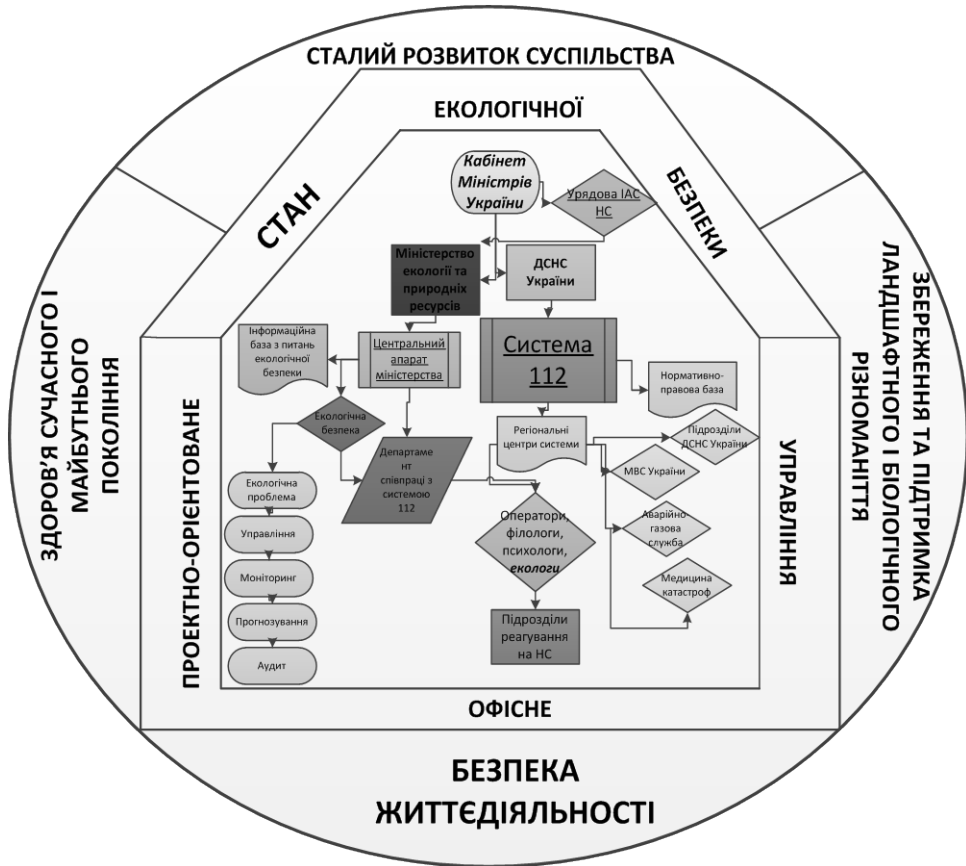 СТАЛИЙ РОЗВИТОК СУСПІЛЬСТВА
ЕКОЛОГІЧНОЇ
СТАН
БЕЗПЕКИ
Кабінет
Міністрів
України
Урядова ІАС
НС
Міністерство
екології та
природніх
ресурсів
ДСНС
України
Інформаційна
база з питань
екологічної
безпеки
Центральний
апарат
міністерства
Система
112
Нормативно-
правова база
Екологічна
безпека
Регіональні
центри системи
Підрозділи
ДСНС України
Департаме
нт
співпраці з
системою
112
МВС України
Екологічна
проблема
Оператори,
філологи,
психологи,
екологи
Аварійно-
газова
служба
Управління
Моніторинг
Медицина
катастроф
Прогнозування
Підрозділи
реагування
на НС
Аудит
ЗДОРОВ'Я СУЧАСНОГО І
МАЙБУТНЬОГО
ПОКОЛІННЯ
ПРОЕКТНО-ОРІЄНТОВАНЕ
УПРАВЛІННЯ
ЗБЕРЕЖЕННЯ ТА ПІДТРИМКА
ЛАНДШАФТНОГО І БІОЛОГІЧНОГО
РІЗНОМАНІТТЯ
ОФІСНЕ
БЕЗПЕКА
ЖИТТЄДІЯЛЬНОСТІ